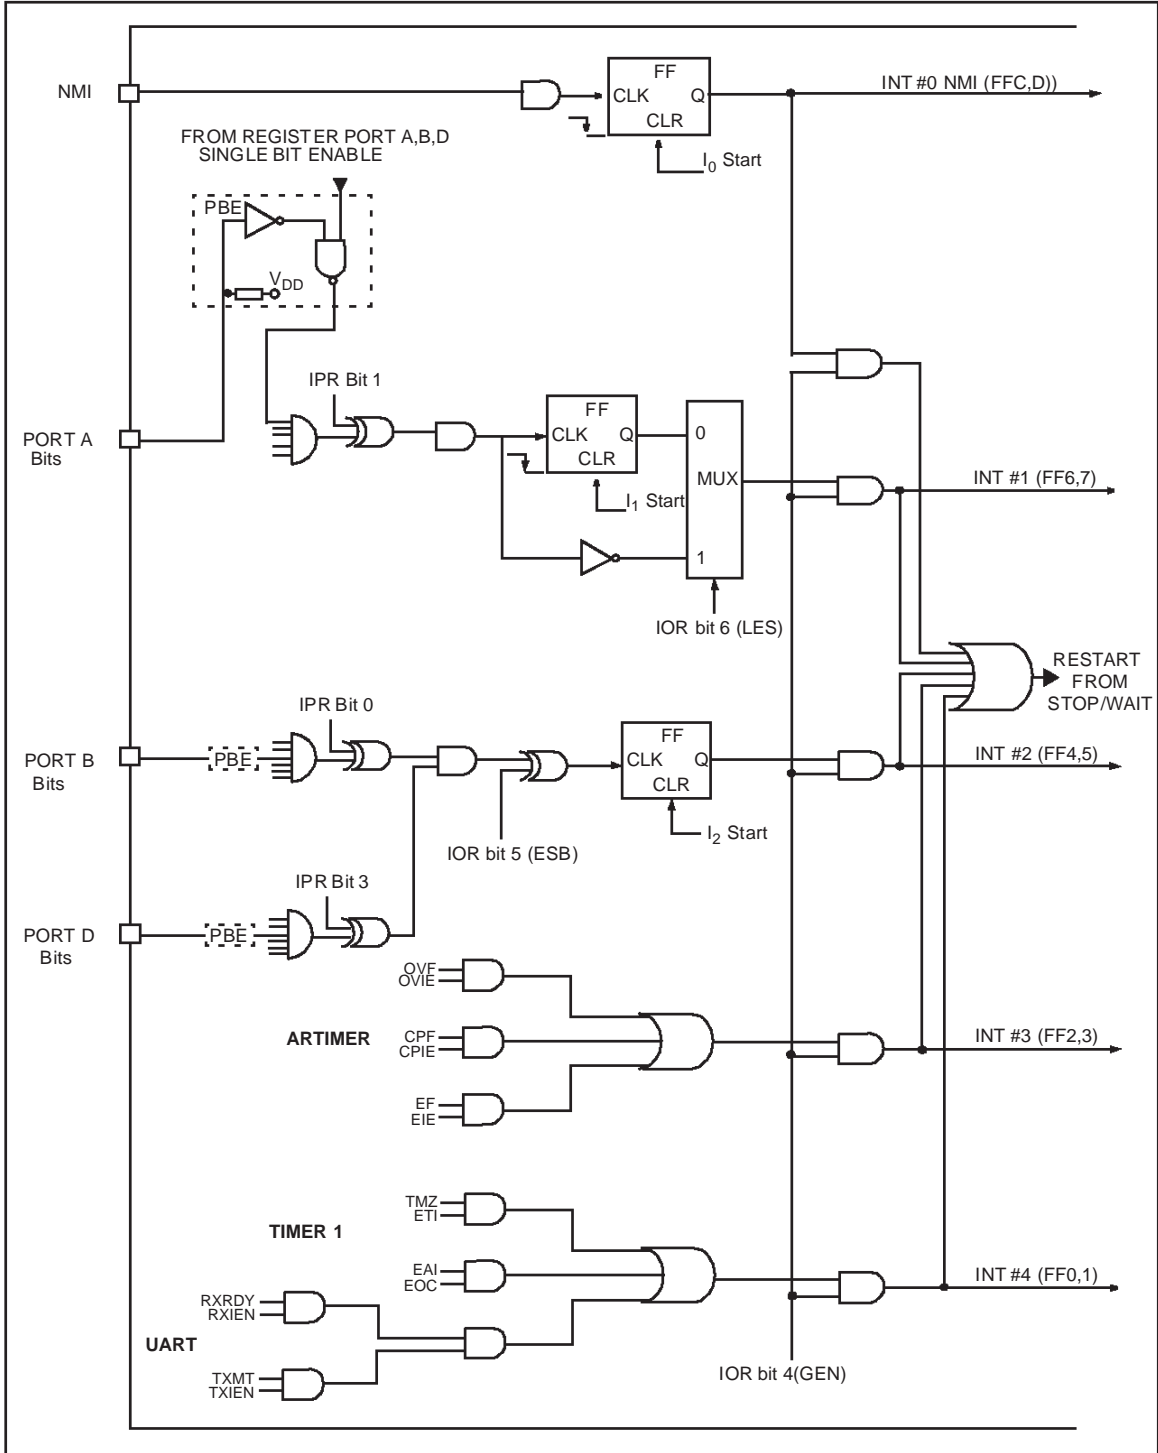 NMI
FF
CLK
Q
CLR
I0 Start
INT #0 NMI (FFC,D))
FROM REGISTER PORT A,B,D
SINGLE BIT ENABLE
PBE
VDD
IPR Bit 1
PORT A
Bits
FF
CLK
Q
CLR
I1 Start
0
MUX
1
INT #1 (FF6,7)
IOR bit 6 (LES)
RESTART
FROM
STOP/WAIT
IPR Bit 0
PORT B
Bits
PBE
FF
CLK
Q
CLR
I2 Start
INT #2 (FF4,5)
IOR bit 5 (ESB)
IPR Bit 3
PORT D
Bits
PBE
OVF
OVIE
ARTIMER
CPF
CPIE
INT #3 (FF2,3)
EF
EIE
TMZ
ETI
TIMER 1
EAI
EOC
INT #4 (FF0,1)
RXRDY
RXIEN
UART
TXMT
TXIEN
IOR bit 4(GEN)